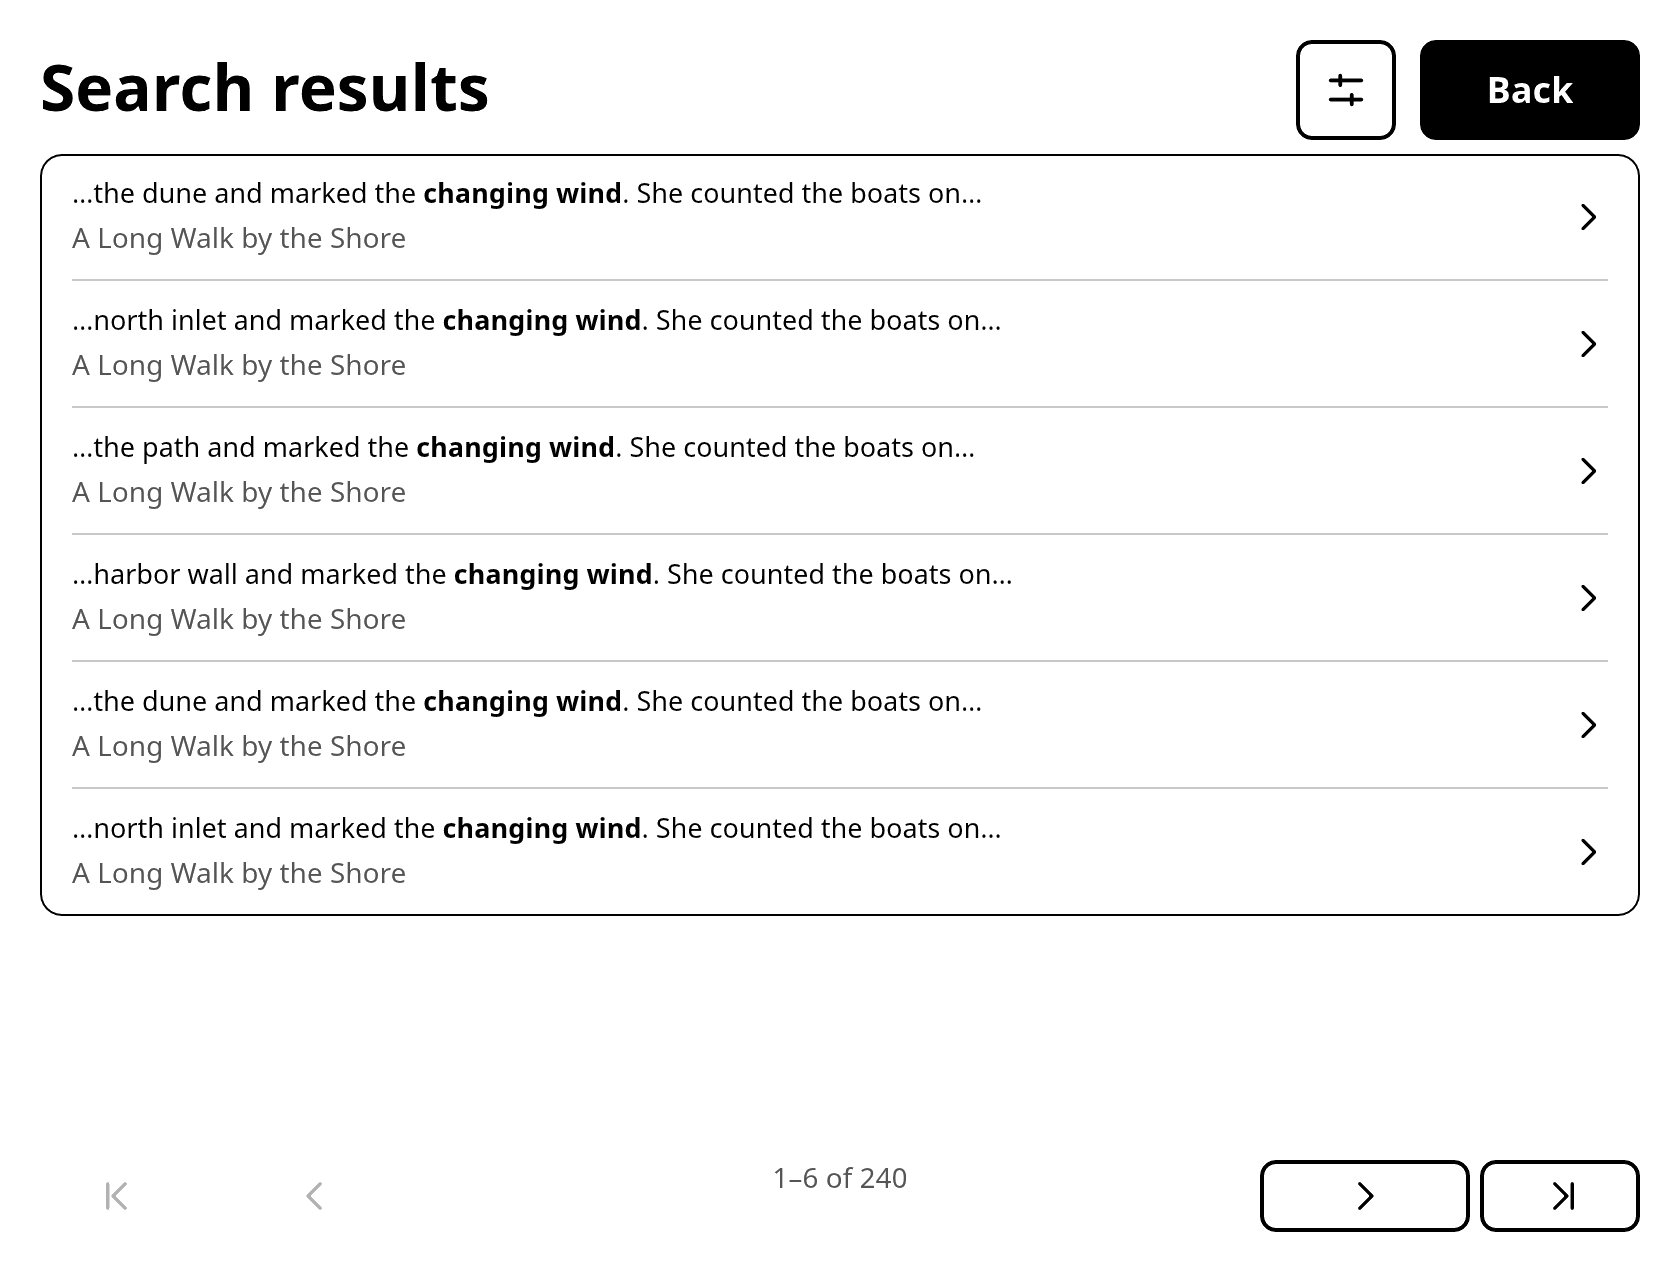 Search results
Back
...the dune and marked the changing wind. She counted the boats on...
A Long Walk by the Shore
...north inlet and marked the changing wind. She counted the boats on...
A Long Walk by the Shore
...the path and marked the changing wind. She counted the boats on...
A Long Walk by the Shore
...harbor wall and marked the changing wind. She counted the boats on...
A Long Walk by the Shore
...the dune and marked the changing wind. She counted the boats on...
A Long Walk by the Shore
...north inlet and marked the changing wind. She counted the boats on...
A Long Walk by the Shore
1–6 of 240